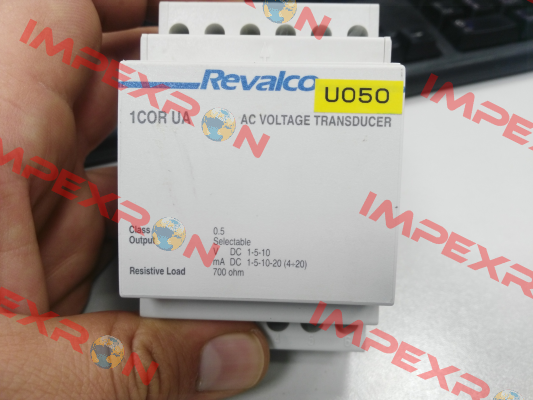 Revalco
U050
1COR UA AC VOLTAGE TRANSDUCER
Class 0.5
Output Selectable
V DC 1-5-10
mA DC 1-5-10-20 (4-20)
Resistive Load 700 ohm
IMPEXRON
IMPEXRON
IMPEXRON
IMPEXRON
IMPEXRON